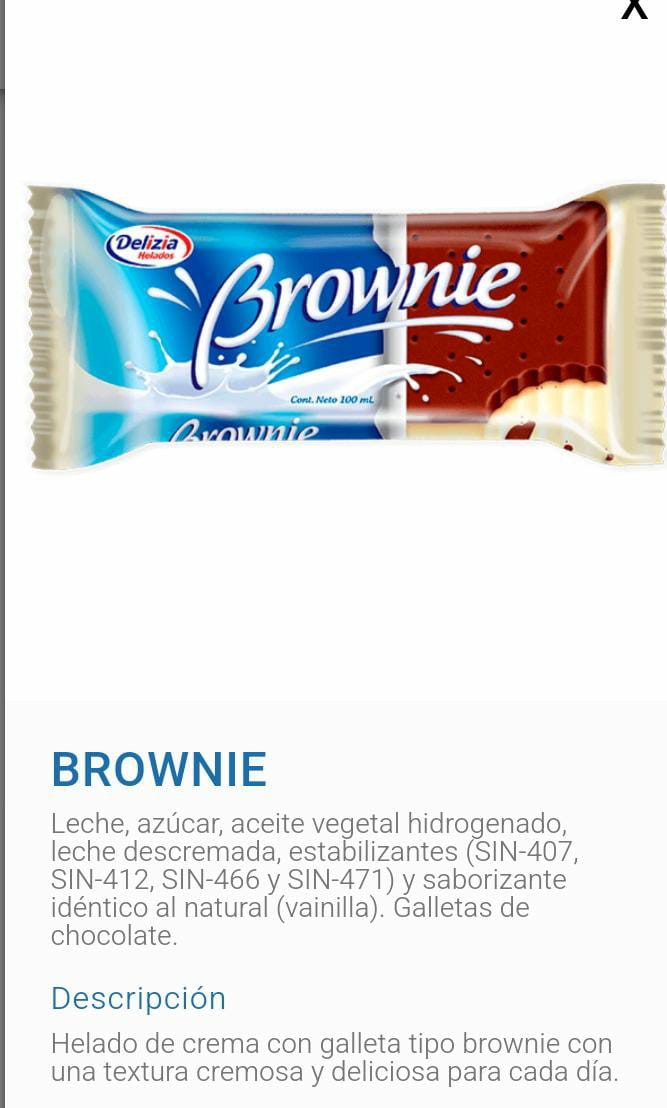 X
Delizia
Helados
Brownie
Cont. Neto 100 mL
Brownie
BROWNIE
Leche, azúcar, aceite vegetal hidrogenado,
leche descremada, estabilizantes (SIN-407,
SIN-412, SIN-466 y SIN-471) y saborizante
idéntico al natural (vainilla). Galletas de
chocolate.
Descripción
Helado de crema con galleta tipo brownie con
una textura cremosa y deliciosa para cada día.